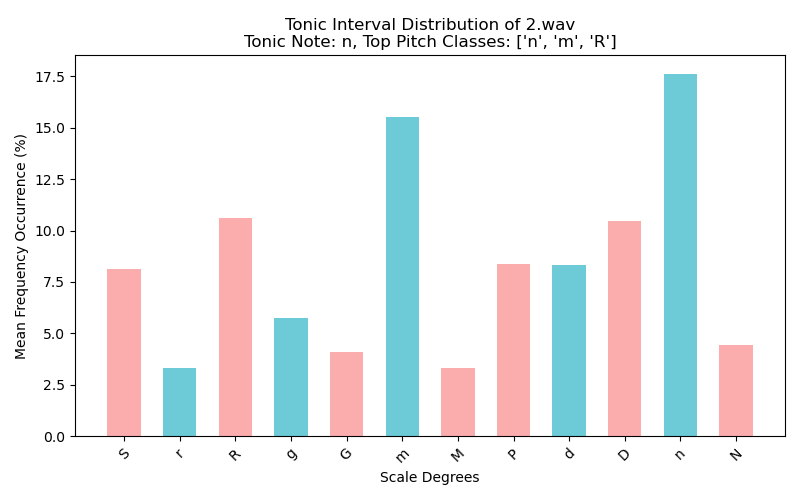 Tonic Interval Distribution of 2.wav
Tonic Note: n, Top Pitch Classes: ['n', 'm', 'R']
Mean Frequency Occurrence (%)
17.5
15.0
12.5
10.0
7.5
5.0
2.5
0.0
S r R g G m M P d D n N
Scale Degrees